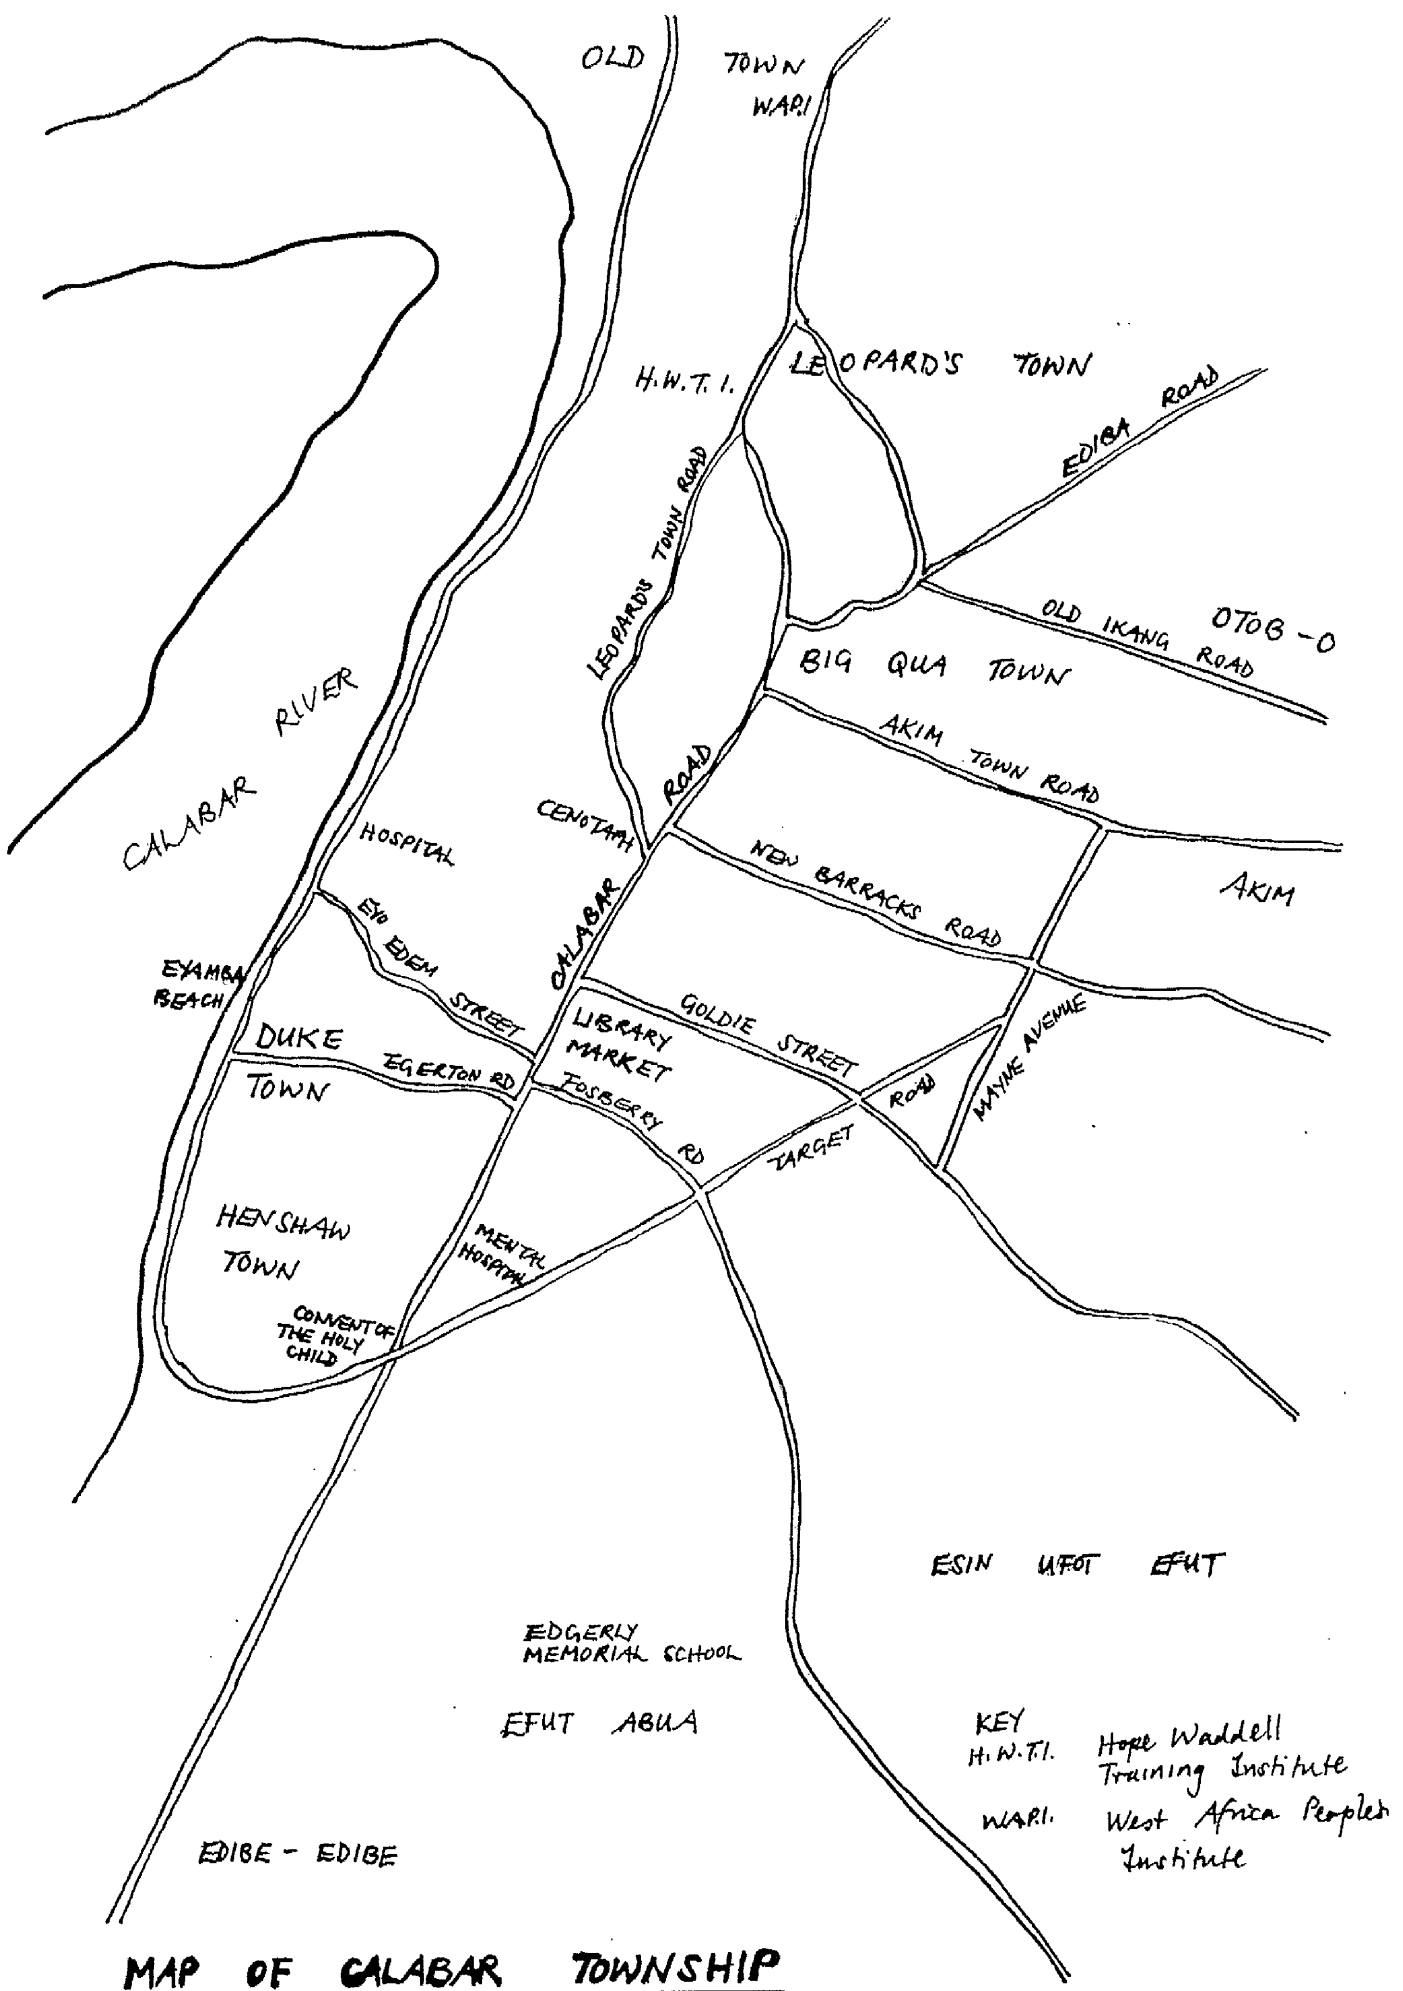 OLD TOWN
W.A.P.I
LEOPARD'S TOWN
H.W.T.I.
EDIBA ROAD
LEOPARD'S TOWN ROAD
OLD IKANG ROAD
OTOB-O
BIG QUA TOWN
CALABAR RIVER
AKIM TOWN ROAD
CALABAR ROAD
CENOTAPH
HOSPITAL
NEW BARRACKS ROAD
AKIM
EYO EDEM STREET
EYAMBA
BEACH
GOLDIE STREET
LIBRARY
MARKET
DUKE
TOWN
EGERTON RD
FOSBERRY RD
MAYNE AVENUE
TARGET ROAD
HENSHAW
TOWN
MENTAL
HOSPITAL
CONVENT OF
THE HOLY
CHILD
ESIN UFOT EFUT
EDGERLY
MEMORIAL SCHOOL
EFUT ABUA
KEY
H.W.T.I. Hope Waddell
Training Institute
W.A.P.I. West Africa Peoples
Institute
EDIBE - EDIBE
MAP OF CALABAR TOWNSHIP